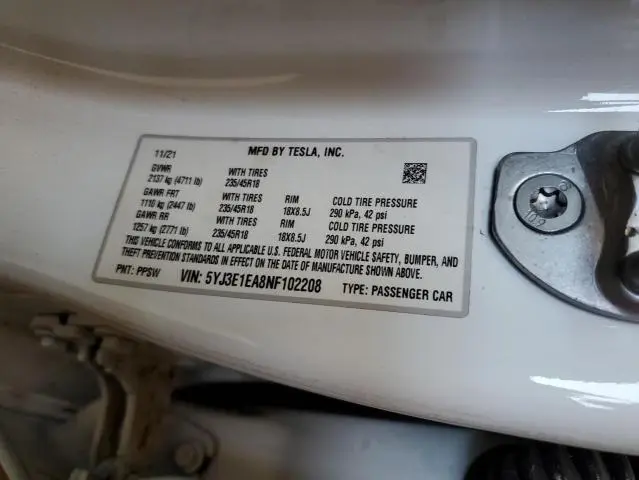 11/21 MFD BY TESLA, INC.
GVWR WITH TIRES
2137 kg (4711 lb) 235/45R18
GAWR FRT WITH TIRES RIM COLD TIRE PRESSURE
1110 kg (2447 lb) 235/45R18 18X8.5J 290 kPa, 42 psi
GAWR RR WITH TIRES RIM COLD TIRE PRESSURE
1257 kg (2771 lb) 235/45R18 18X8.5J 290 kPa, 42 psi
THIS VEHICLE CONFORMS TO ALL APPLICABLE U.S. FEDERAL MOTOR VEHICLE SAFETY, BUMPER, AND
THEFT PREVENTION STANDARDS IN EFFECT ON THE DATE OF MANUFACTURE SHOWN ABOVE.
PNT: PPSW VIN: 5YJ3E1EA8NF102208 TYPE: PASSENGER CAR